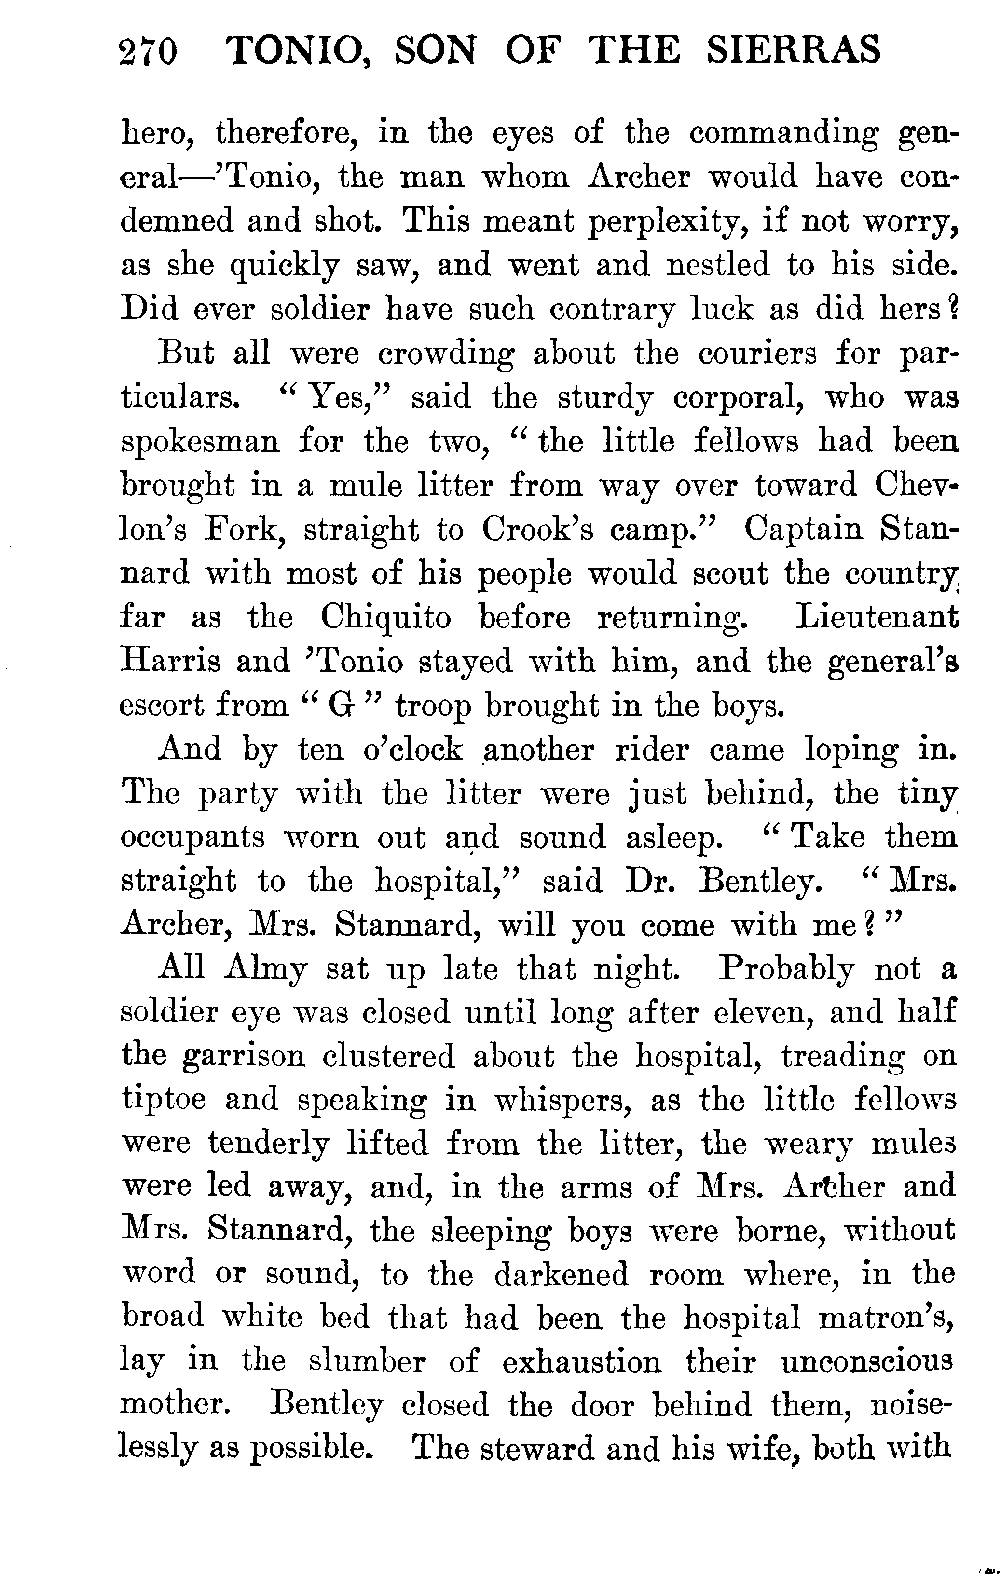 270 TONIO, SON OF THE SIERRAS
hero, therefore, in the eyes of the commanding gen-
eral—’Tonio, the man whom Archer would have con-
demned and shot. This meant perplexity, if not worry,
as she quickly saw, and went and nestled to his side.
Did ever soldier have such contrary luck as did hers?
But all were crowding about the couriers for par-
ticulars. “Yes,” said the sturdy corporal, who was
spokesman for the two, “the little fellows had been
brought in a mule litter from way over toward Chev-
lon’s Fork, straight to Crook’s camp.” Captain Stan-
nard with most of his people would scout the country
far as the Chiquito before returning. Lieutenant
Harris and ’Tonio stayed with him, and the general’s
escort from “G” troop brought in the boys.
And by ten o’clock another rider came loping in.
The party with the litter were just behind, the tiny
occupants worn out and sound asleep. “Take them
straight to the hospital,” said Dr. Bentley. “Mrs.
Archer, Mrs. Stannard, will you come with me?”
All Almy sat up late that night. Probably not a
soldier eye was closed until long after eleven, and half
the garrison clustered about the hospital, treading on
tiptoe and speaking in whispers, as the little fellows
were tenderly lifted from the litter, the weary mules
were led away, and, in the arms of Mrs. Archer and
Mrs. Stannard, the sleeping boys were borne, without
word or sound, to the darkened room where, in the
broad white bed that had been the hospital matron’s,
lay in the slumber of exhaustion their unconscious
mother. Bentley closed the door behind them, noise-
lessly as possible. The steward and his wife, both with